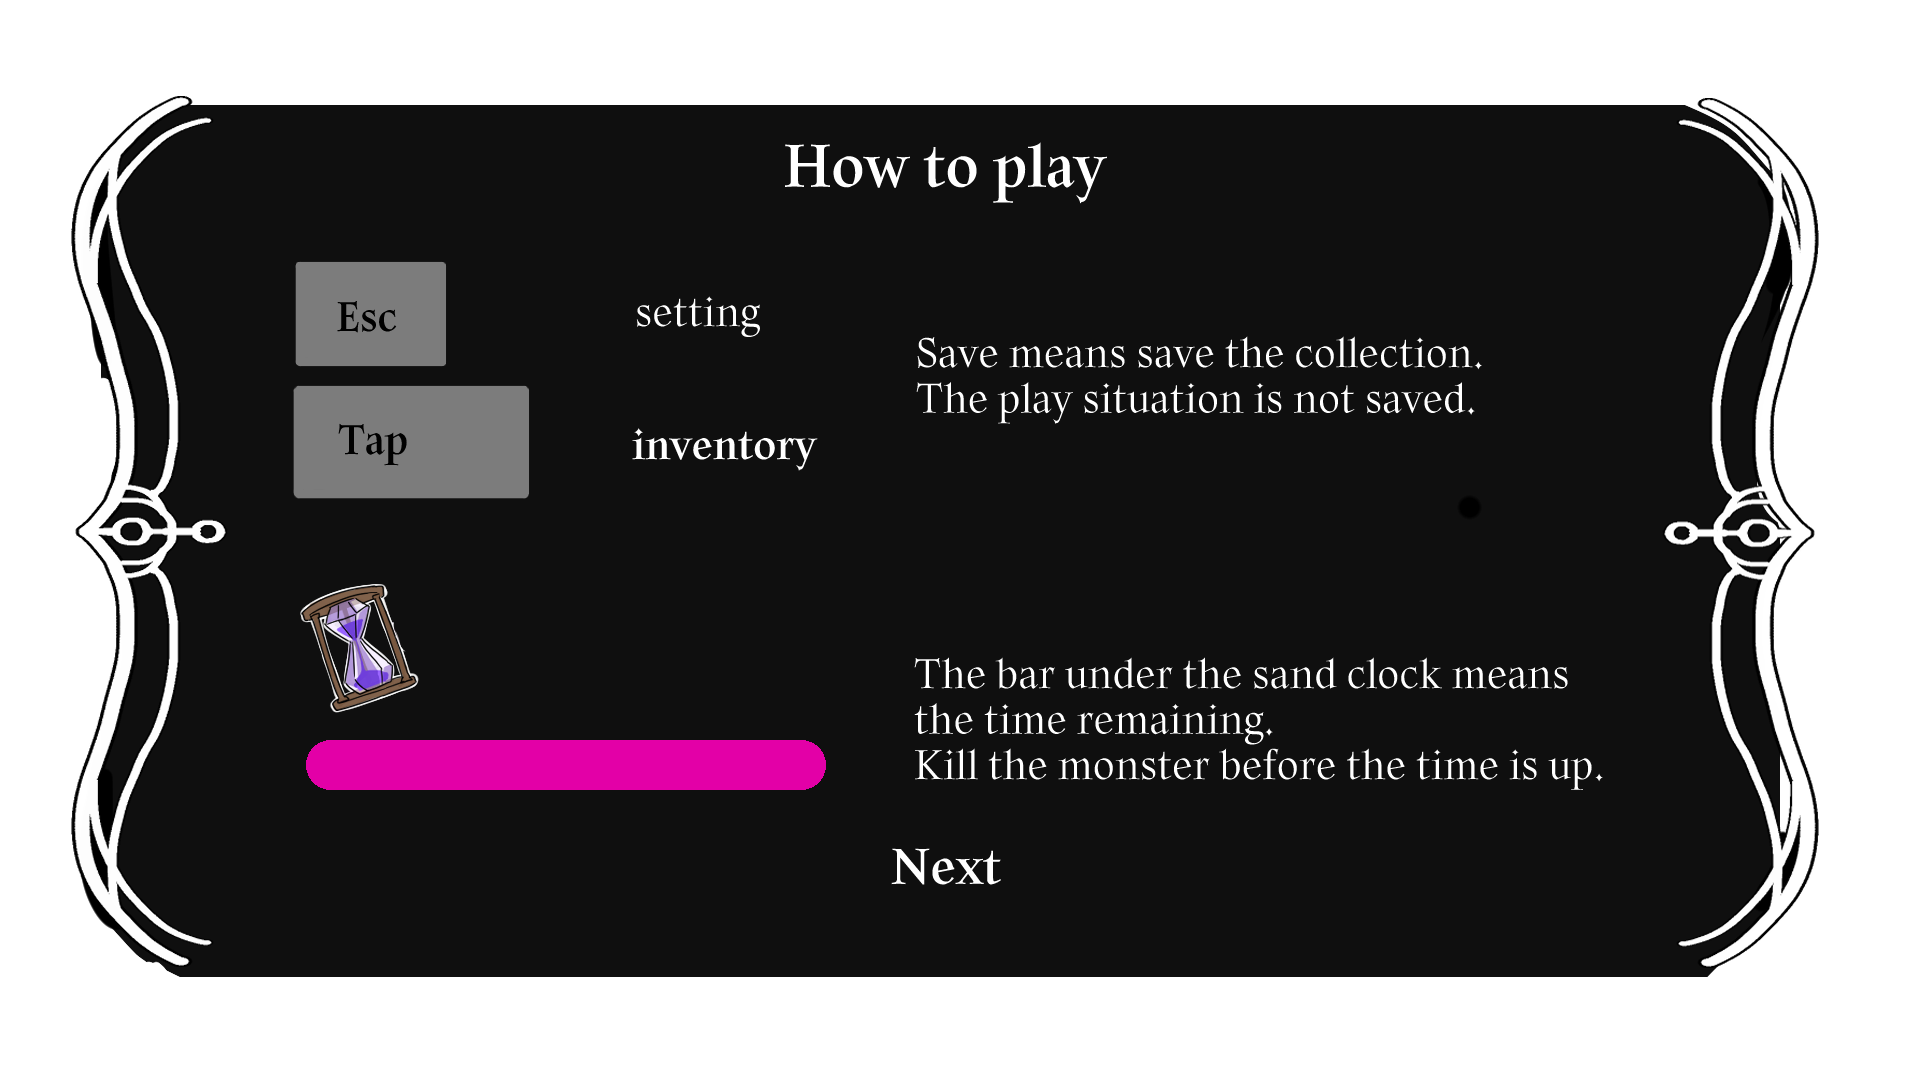 How to play
Esc
setting
Tap
inventory
Save means save the collection.
The play situation is not saved.
The bar under the sand clock means
the time remaining.
Kill the monster before the time is up.
Next